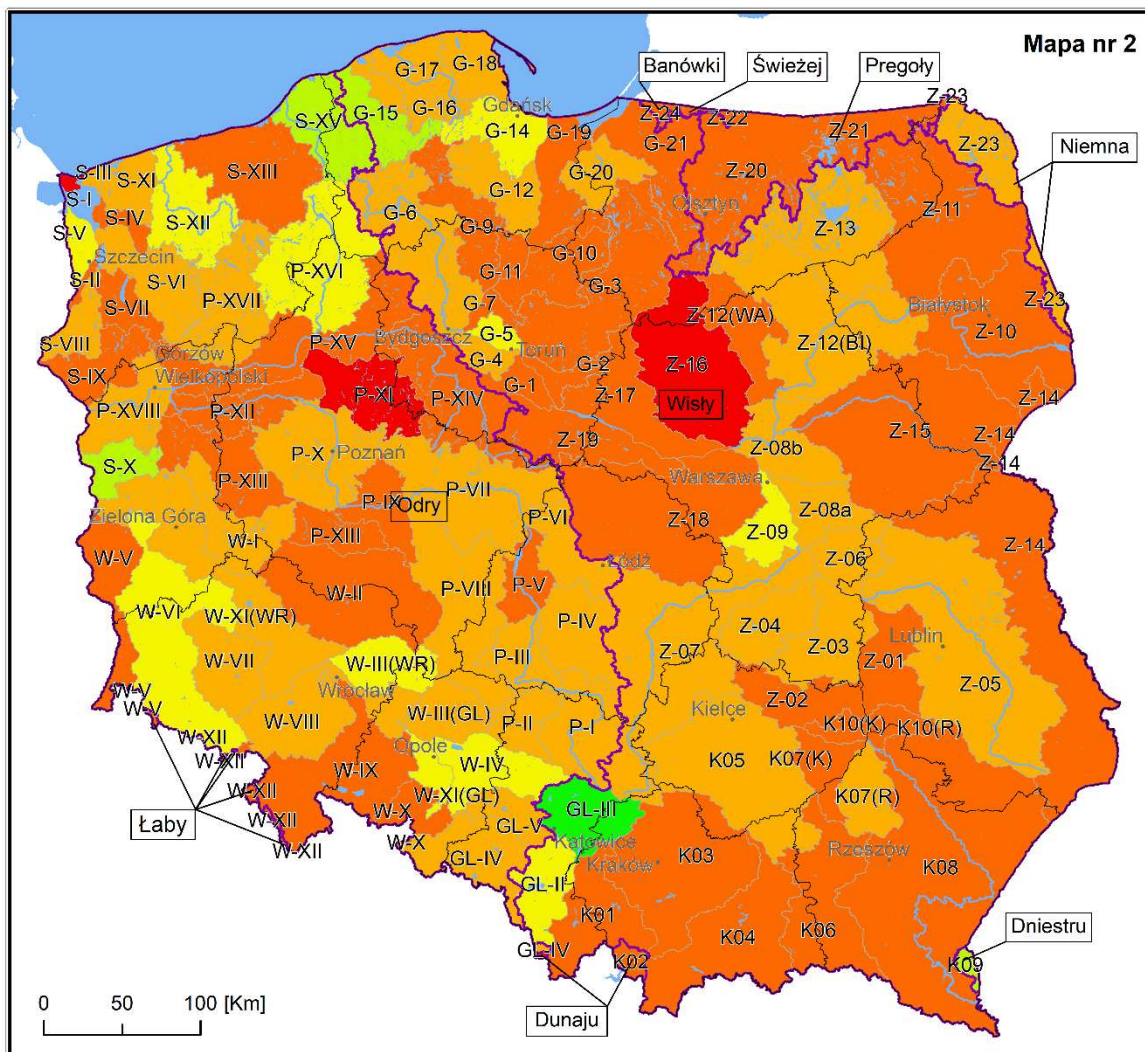 Mapa nr 2
Banówki
Świeżej
Pregoły
Niemna
G-18
G-17
G-16
G-15
Gdańsk
G-14
G-19
Z-24
Z-22
G-21
Z-21
Z-23
Z-23
S-XV
S-III
S-XI
S-XIII
S-I
S-IV
S-XII
S-V
Szczecin
S-II
S-VI
S-VII
P-XVII
P-XVI
G-6
G-12
G-20
Z-20
Olsztyn
Z-13
Z-11
G-9
G-10
G-11
G-3
G-7
G-5
Toruń
G-4
Bydgoszcz
Z-12(WA)
Z-12(BI)
Białystok
Z-23
Z-10
S-VIII
S-IX
Gorzów
Wielkopolski
P-XV
P-XI
P-XIV
G-1
G-2
Z-17
Z-16
Wisły
P-XVIII
P-XII
Z-14
Z-15
Z-14
Z-14
Z-08b
Z-19
S-X
P-X
Poznań
P-XIII
P-VII
P-IX
Odry
Warszawa
Z-18
Z-09
Z-08a
Z-14
Zielona Góra
W-I
P-XIII
P-VI
W-V
Łódź
Z-06
W-VI
W-XI(WR)
W-II
P-VIII
P-V
P-IV
Z-04
Z-03
Lublin
Z-01
Z-07
Z-05
W-VII
W-III(WR)
P-III
Wrocław
W-V
W-V
W-VIII
W-III(GL)
P-II
P-I
Kielce
Z-02
K10(K)
K10(R)
K05
K07(K)
W-XII
W-XII
W-XII
W-XII
W-XII
Łaby
W-IX
Opole
W-IV
W-XI(GL)
W-X
W-X
GL-III
GL-V
GL-IV
Katowice
Kraków
K03
K07(R)
Rzeszów
K08
GL-II
K01
K04
K06
GL-IV
K02
K09
Dniestru
Dunaju
0 50 100 [Km]